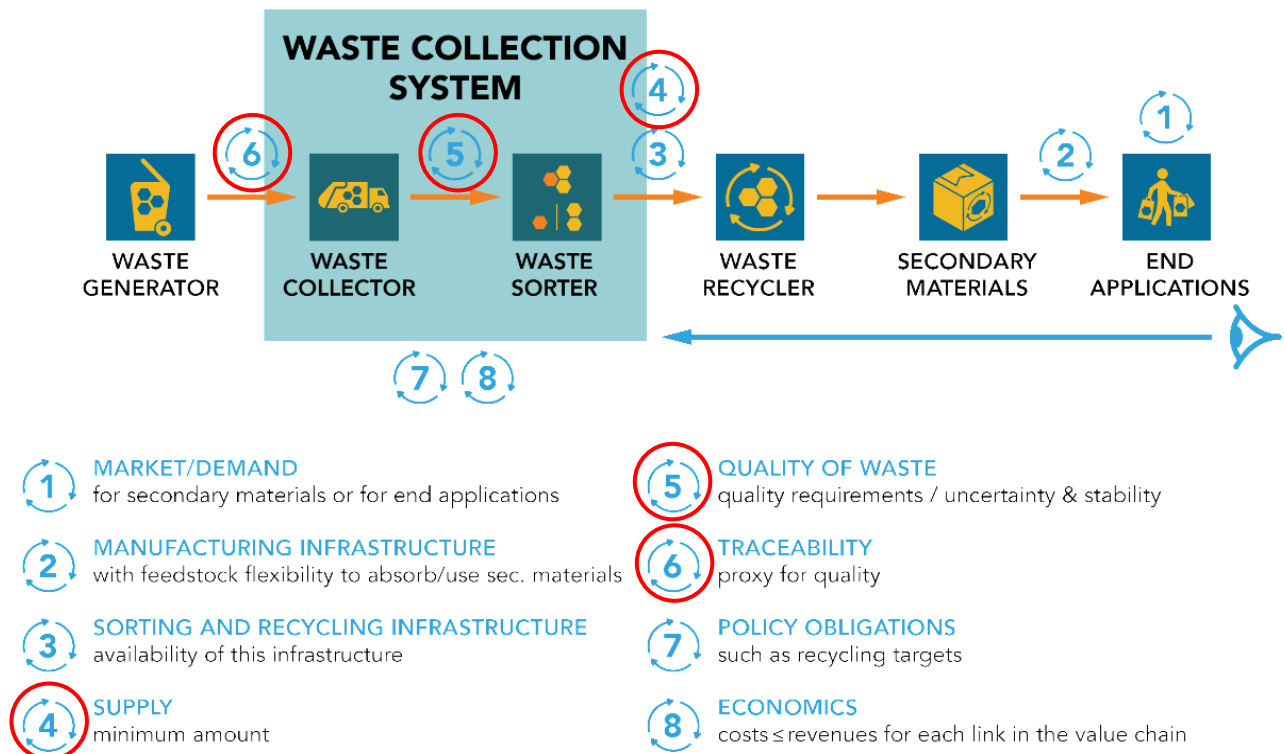 WASTE COLLECTION
SYSTEM
4
1
6
5
3
2
WASTE
GENERATOR
WASTE
COLLECTOR
WASTE
SORTER
WASTE
RECYCLER
SECONDARY
MATERIALS
END
APPLICATIONS
7
8
1
MARKET/DEMAND
for secondary materials or for end applications
2
MANUFACTURING INFRASTRUCTURE
with feedstock flexibility to absorb/use sec. materials
3
SORTING AND RECYCLING INFRASTRUCTURE
availability of this infrastructure
4
SUPPLY
minimum amount
5
QUALITY OF WASTE
quality requirements / uncertainty & stability
6
TRACEABILITY
proxy for quality
7
POLICY OBLIGATIONS
such as recycling targets
8
ECONOMICS
costs ≤ revenues for each link in the value chain